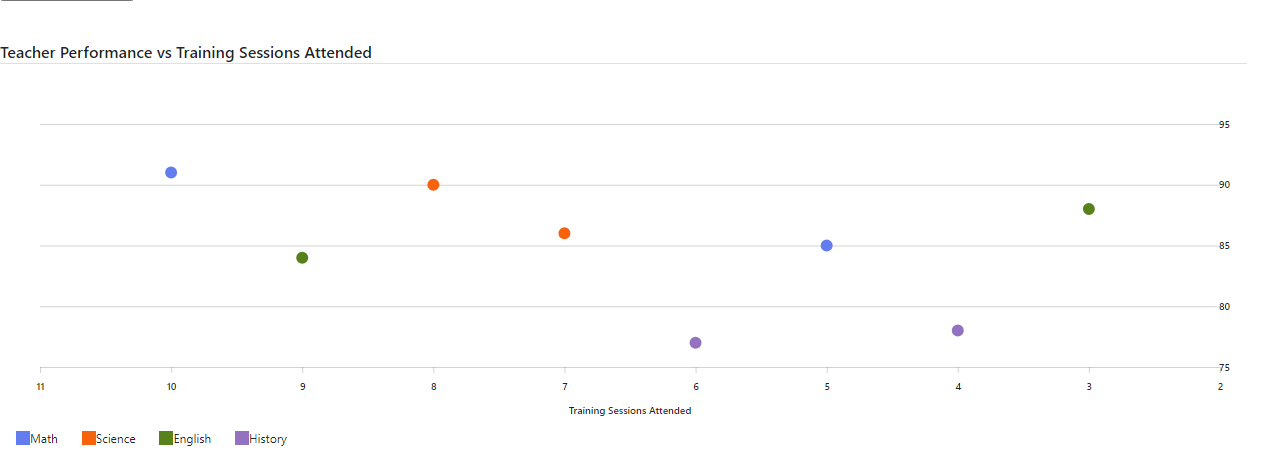 Teacher Performance vs Training Sessions Attended
95
90
85
80
75
11 10 9 8 7 6 5 4 3 2
Training Sessions Attended
Math Science English History